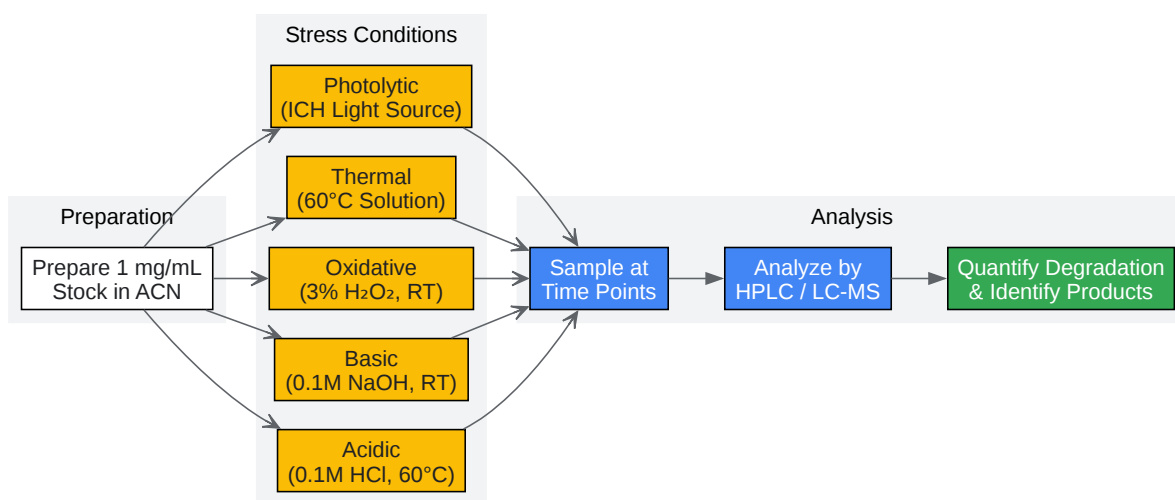 Stress Conditions
Photolytic
(ICH Light Source)
Thermal
(60°C Solution)
Preparation
Analysis
Prepare 1 mg/mL
Stock in ACN
Oxidative
(3% H₂O₂, RT)
Sample at
Time Points
Analyze by
HPLC / LC-MS
Quantify Degradation
& Identify Products
Basic
(0.1M NaOH, RT)
Acidic
(0.1M HCl, 60°C)